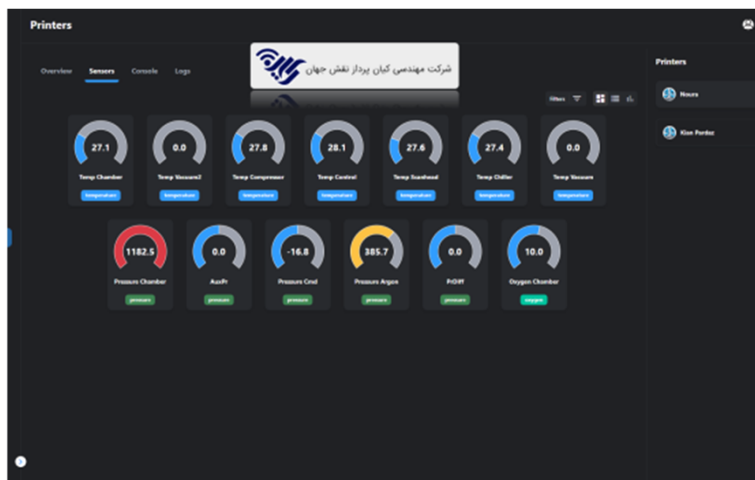 Printers
شرکت مهندسی کیان پرداز نقش جهان
Overview Sensors Console Logs
Printers
Filters
Noura
Kian Pardaz
27.1 0.0 27.8 28.1 27.6 27.4 0.0
Temp Chamber Temp Vacuum2 Temp Compressor Temp Control Temp Scanhead Temp Chiller Temp Vacuum
temperature temperature temperature temperature temperature temperature temperature
1182.5 0.0 -16.8 385.7 0.0 10.0
Pressure Chamber AuxPr Pressure Cmd Pressure Argon PrDiff Oxygen Chamber
pressure pressure pressure pressure pressure oxygen